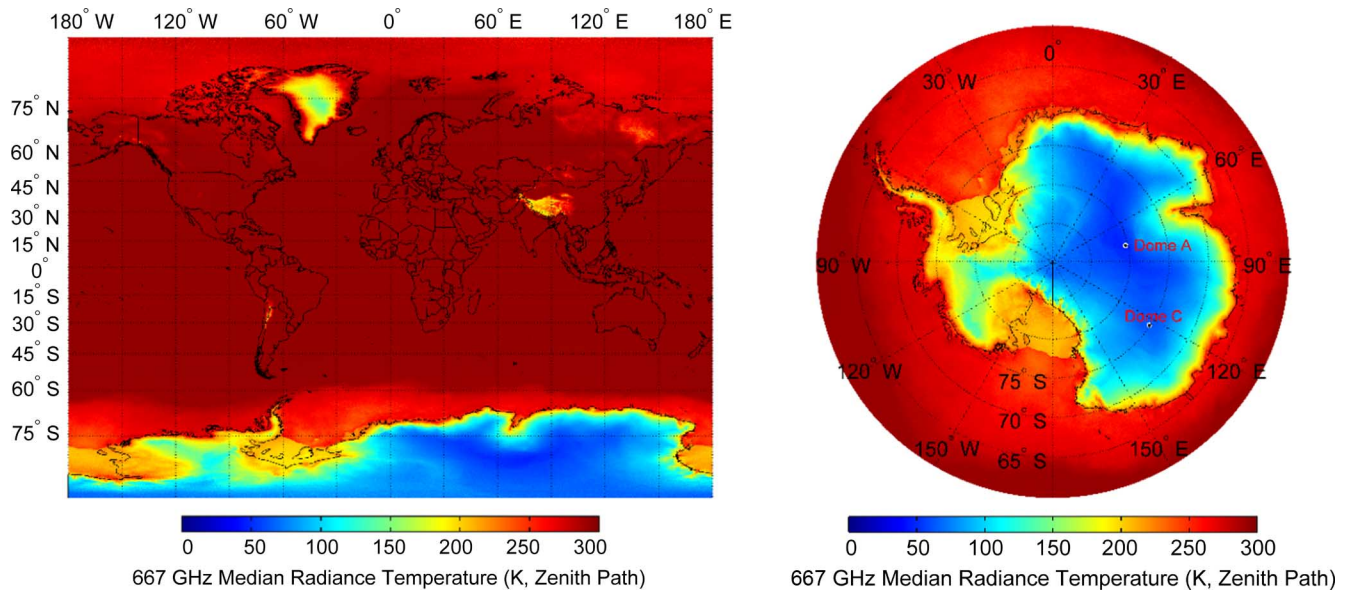 180° W 120° W 60° W 0° 60° E 120° E 180° E
75° N
60° N
45° N
30° N
15° N
0°
15° S
30° S
45° S
60° S
75° S
0 50 100 150 200 250 300
667 GHz Median Radiance Temperature (K, Zenith Path)
0°
30° W 30° E
60° E
Dome A
90° W 90° E
Dome C
120° W 120° E
75° S
70° S
150° W 150° E
65° S
0 50 100 150 200 250 300
667 GHz Median Radiance Temperature (K, Zenith Path)